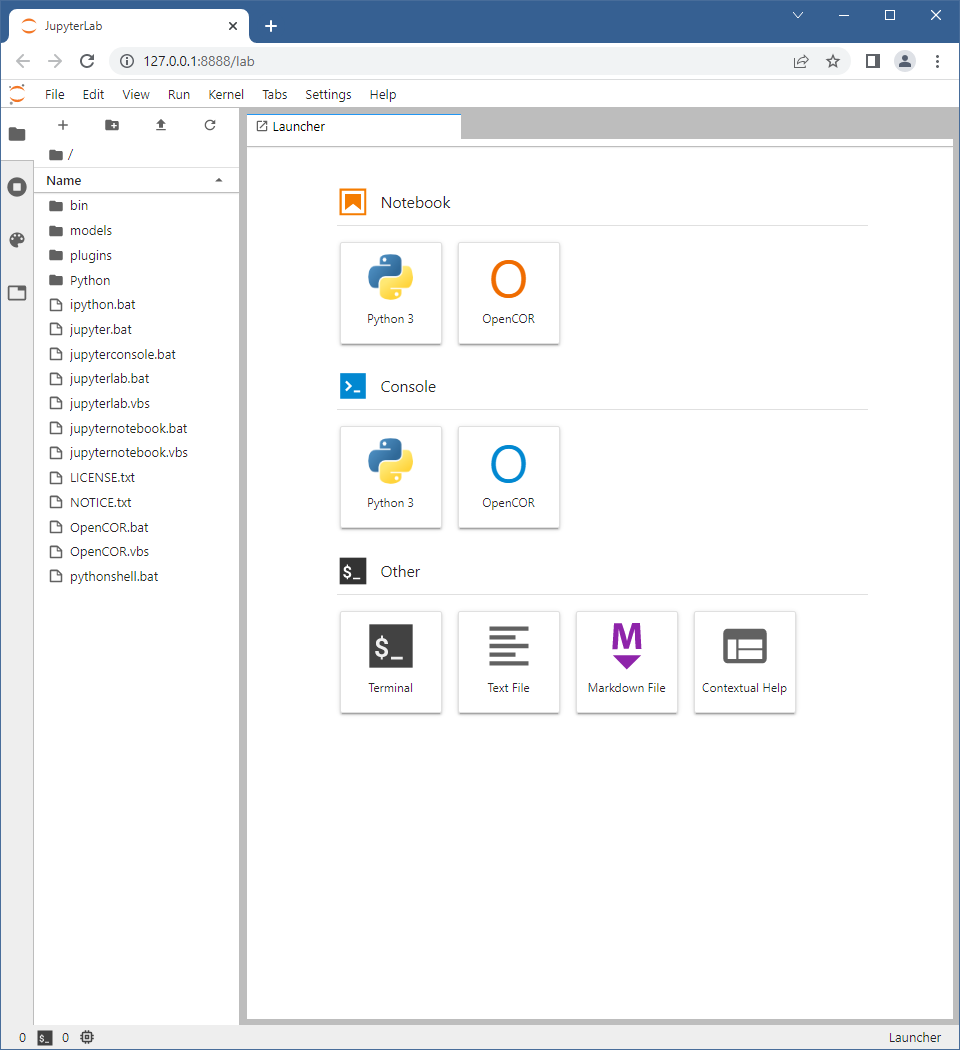 JupyterLab
127.0.0.1:8888/lab
File Edit View Run Kernel Tabs Settings Help
/
Name
bin
models
plugins
Python
ipython.bat
jupyter.bat
jupyterconsole.bat
jupyterlab.bat
jupyterlab.vbs
jupyternotebook.bat
jupyternotebook.vbs
LICENSE.txt
NOTICE.txt
OpenCOR.bat
OpenCOR.vbs
pythonshell.bat
Launcher
Notebook
Python 3
O
OpenCOR
Console
Python 3
O
OpenCOR
$_
Other
$_
Terminal
Text File
M
Markdown File
Contextual Help
0 $_ 0
Launcher